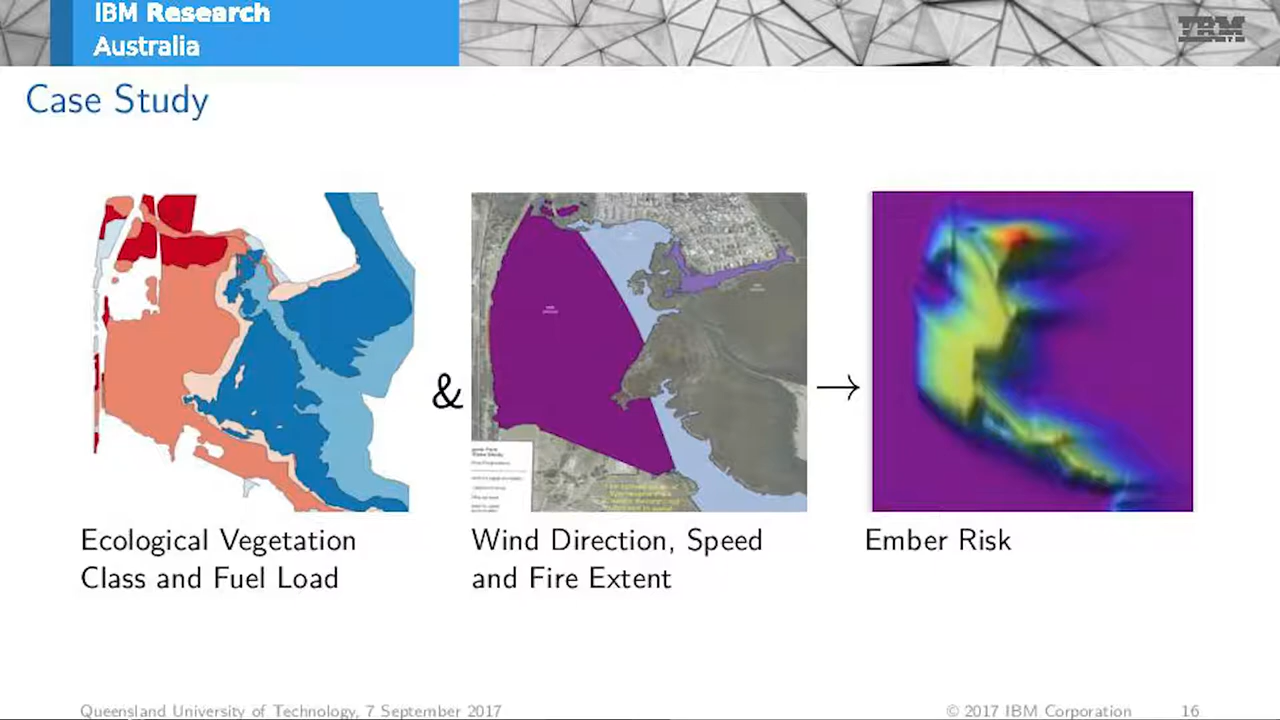 IBM Research
Australia
IBM
Case Study
&
→
Ecological Vegetation
Class and Fuel Load
Wind Direction, Speed
and Fire Extent
Ember Risk
Queensland University of Technology, 7 September 2017
© 2017 IBM Corporation
16